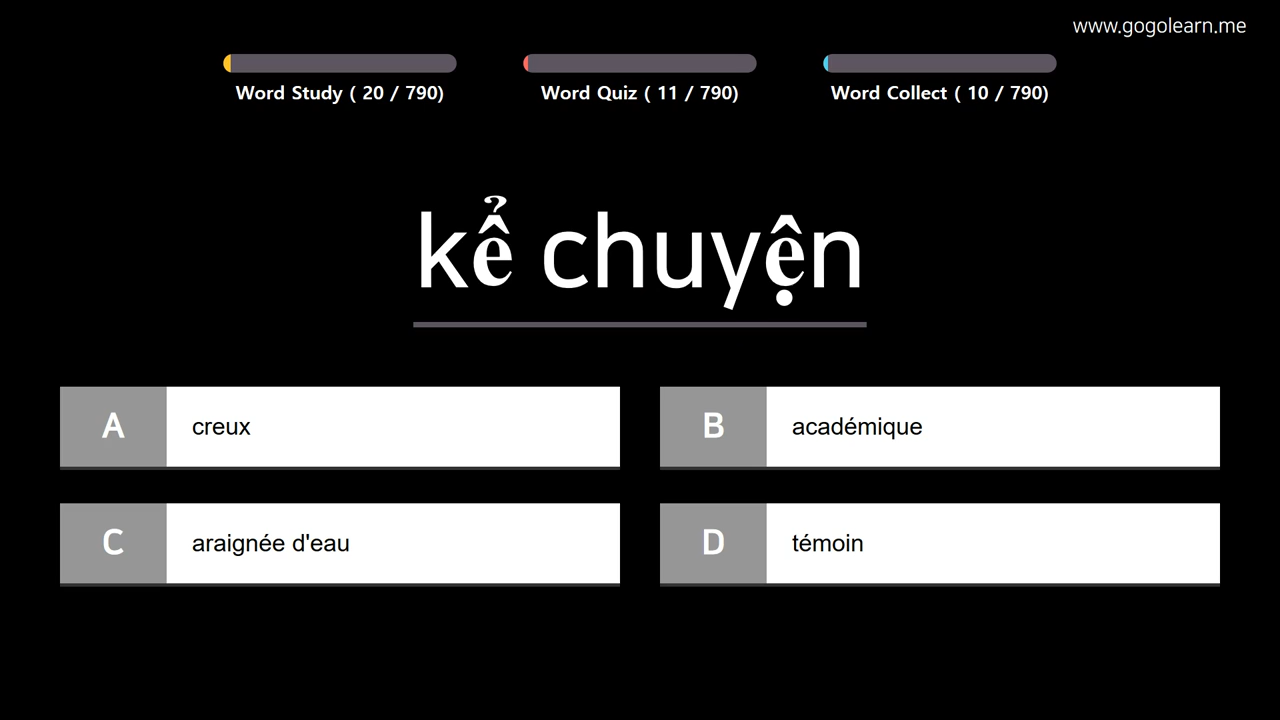 www.gogolearn.me
Word Study ( 20 / 790)
Word Quiz ( 11 / 790)
Word Collect ( 10 / 790)
kể chuyện
A creux
B académique
C araignée d'eau
D témoin